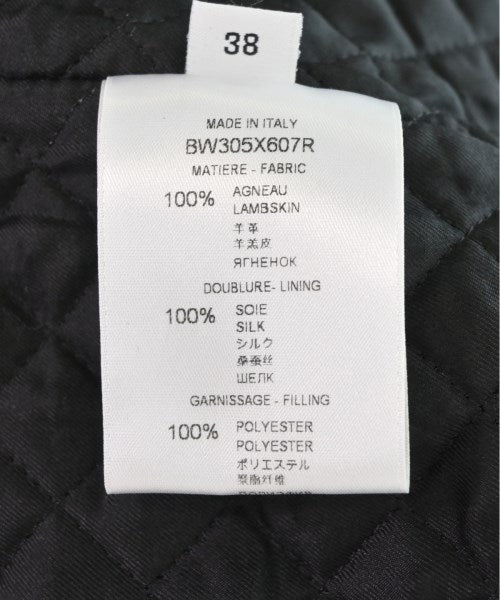 38
MADE IN ITALY
BW305X607R
MATIERE - FABRIC
100% AGNEAU
LAMBSKIN
羊革
羊羔皮
ЯГНЕНОК
DOUBLURE- LINING
100% SOIE
SILK
シルク
桑蚕丝
ШЕЛК
GARNISSAGE - FILLING
100% POLYESTER
POLYESTER
ポリエステル
聚脂纤维